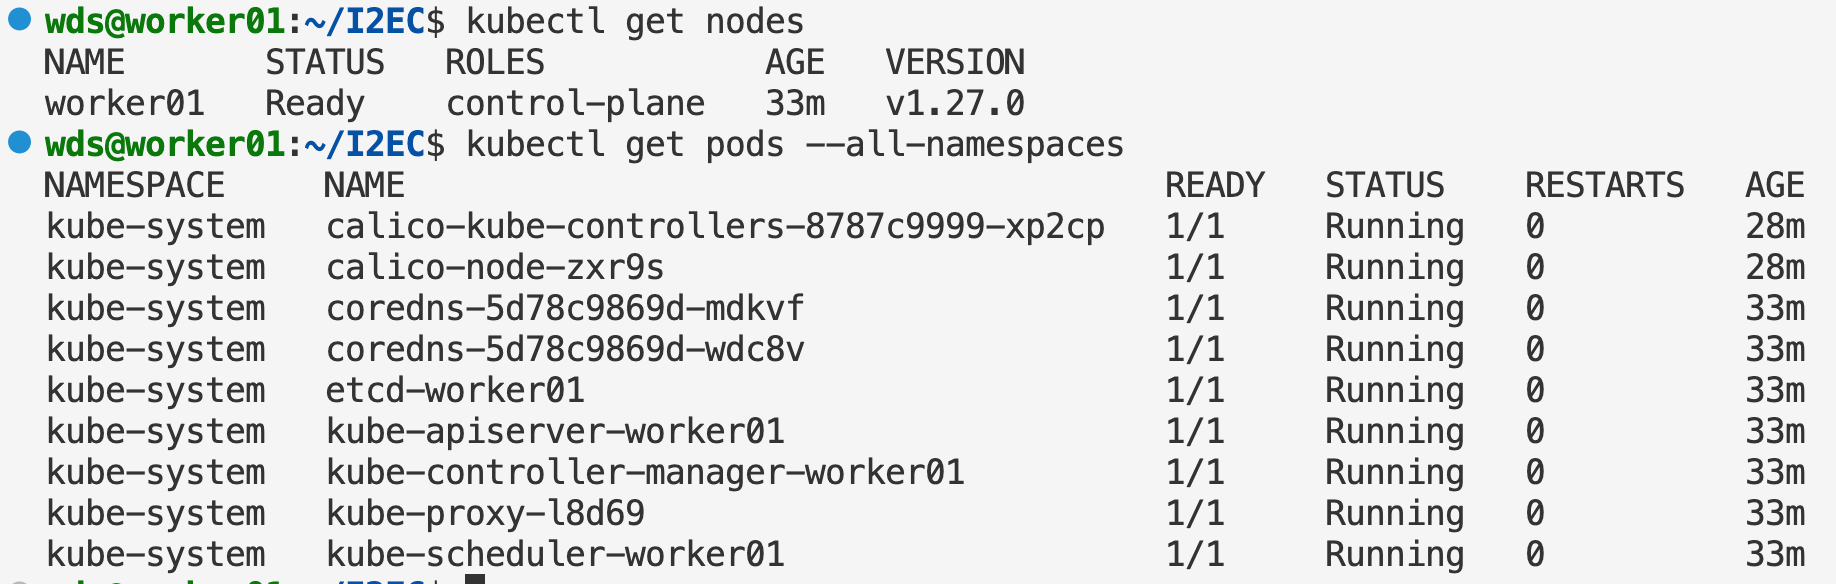 wds@worker01:~/I2EC$ kubectl get nodes
NAME       STATUS   ROLES           AGE   VERSION
worker01   Ready    control-plane   33m   v1.27.0
wds@worker01:~/I2EC$ kubectl get pods --all-namespaces
NAMESPACE     NAME                                      READY   STATUS    RESTARTS   AGE
kube-system   calico-kube-controllers-8787c9999-xp2cp   1/1     Running   0          28m
kube-system   calico-node-zxr9s                         1/1     Running   0          28m
kube-system   coredns-5d78c9869d-mdkvf                  1/1     Running   0          33m
kube-system   coredns-5d78c9869d-wdc8v                  1/1     Running   0          33m
kube-system   etcd-worker01                             1/1     Running   0          33m
kube-system   kube-apiserver-worker01                   1/1     Running   0          33m
kube-system   kube-controller-manager-worker01          1/1     Running   0          33m
kube-system   kube-proxy-l8d69                          1/1     Running   0          33m
kube-system   kube-scheduler-worker01                   1/1     Running   0          33m
wds@worker01:~/I2EC$